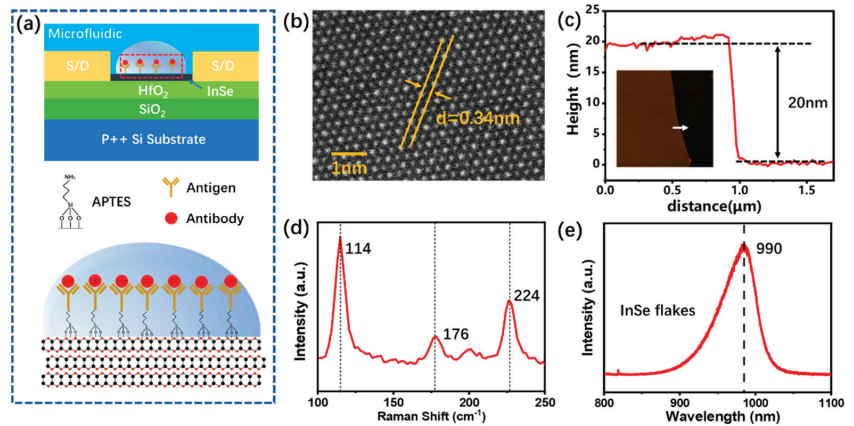 (a)
Microfluidic
S/D
S/D
HfO2
InSe
SiO2
P++ Si Substrate
NH2
Si
O O O
APTES
Antigen
Antibody
(b)
d=0.34nm
1nm
(c)
Height (nm)
25
20
15
10
5
0
20nm
0.0 0.5 1.0 1.5
distance(μm)
(d)
Intensity (a.u.)
114
176
224
100 150 200 250
Raman Shift (cm-1)
(e)
Intensity (a.u.)
990
InSe flakes
800 900 1000 1100
Wavelength (nm)